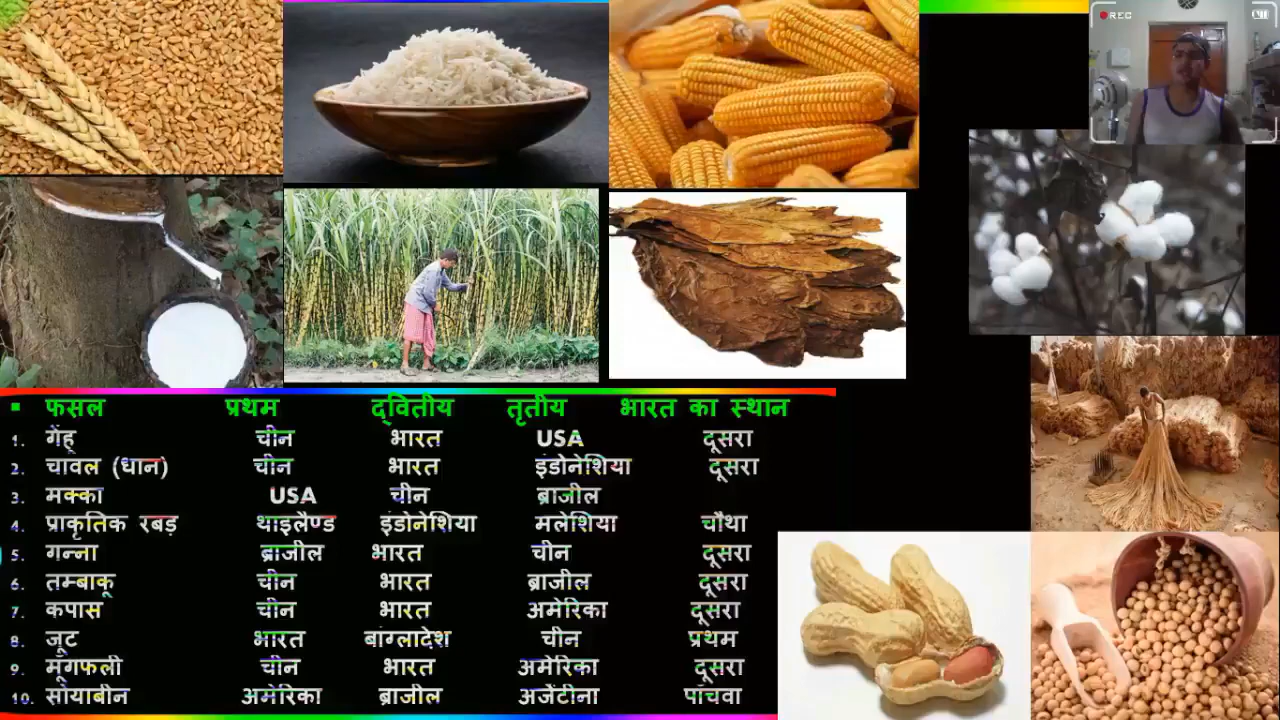 REC
▪ फसल प्रथम द्वितीय तृतीय भारत का स्थान
1. गेंहू चीन भारत USA दूसरा
2. चावल (धान) चीन भारत इंडोनेशिया दूसरा
3. मक्का USA चीन ब्राजील
4. प्राकृतिक रबड़ थाइलैण्ड इंडोनेशिया मलेशिया चौथा
5. गन्ना ब्राजील भारत चीन दूसरा
6. तम्बाकू चीन भारत ब्राजील दूसरा
7. कपास चीन भारत अमेरिका दूसरा
8. जूट भारत बांग्लादेश चीन प्रथम
9. मूंगफली चीन भारत अमेरिका दूसरा
10. सोयाबीन अमेरिका ब्राजील अर्जेंटीना पांचवा